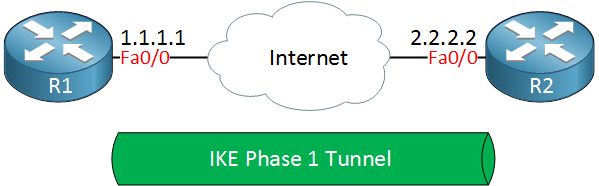 1.1.1.1
2.2.2.2
Fa0/0
Internet
Fa0/0
R1
R2
IKE Phase 1 Tunnel